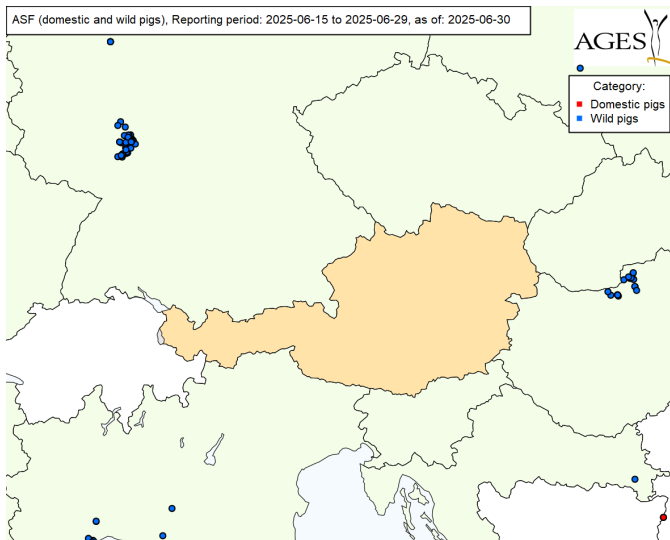 ASF (domestic and wild pigs), Reporting period: 2025-06-15 to 2025-06-29, as of: 2025-06-30
AGES
Category:
Domestic pigs
Wild pigs